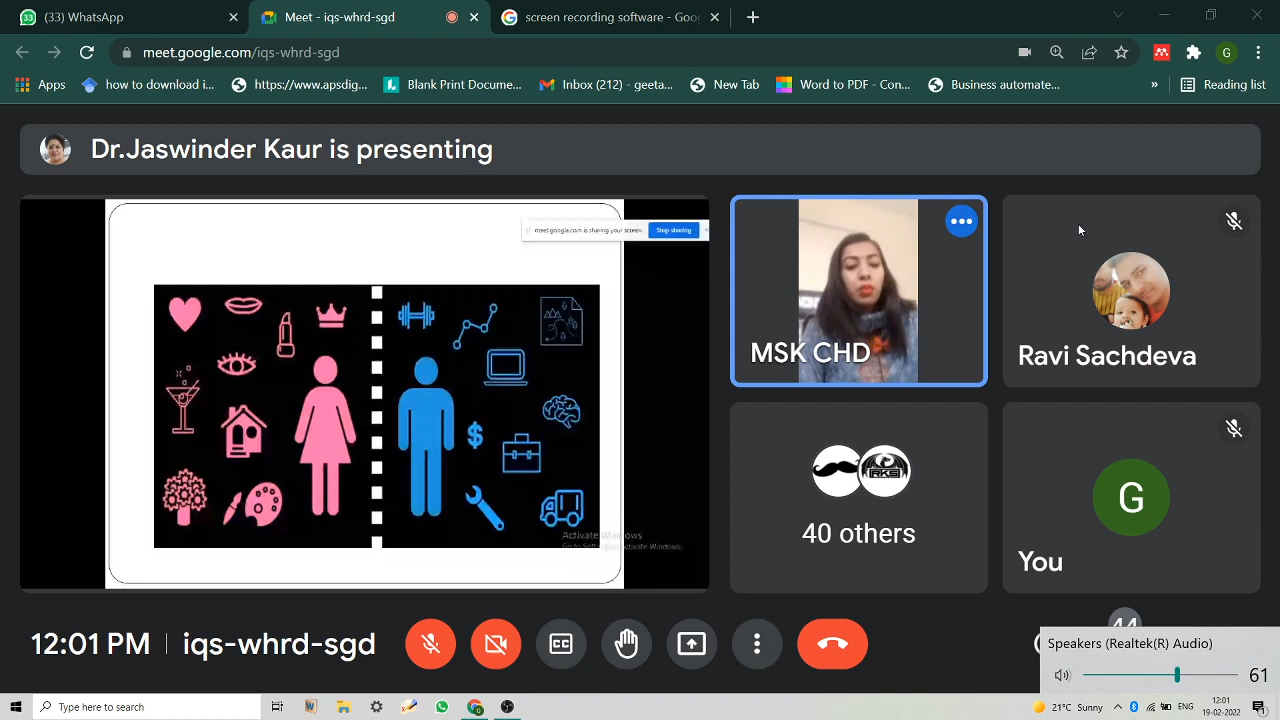 33
(33) WhatsApp
Meet - iqs-whrd-sgd
screen recording software - Goo
meet.google.com/iqs-whrd-sgd
G
Apps
how to download i...
https://www.apsdig...
Blank Print Docume...
Inbox (212) - geeta...
New Tab
Word to PDF - Con...
Business automate...
»
Reading list
Dr.Jaswinder Kaur is presenting
meet.google.com is sharing your screen.
Stop sharing
$
Activate Windows
MSK CHD
Ravi Sachdeva
40 others
G
You
12:01 PM
iqs-whrd-sgd
CC
44
Speakers (Realtek(R) Audio)
61
Type here to search
W
21°C Sunny
ENG
12:01
19-02-2022